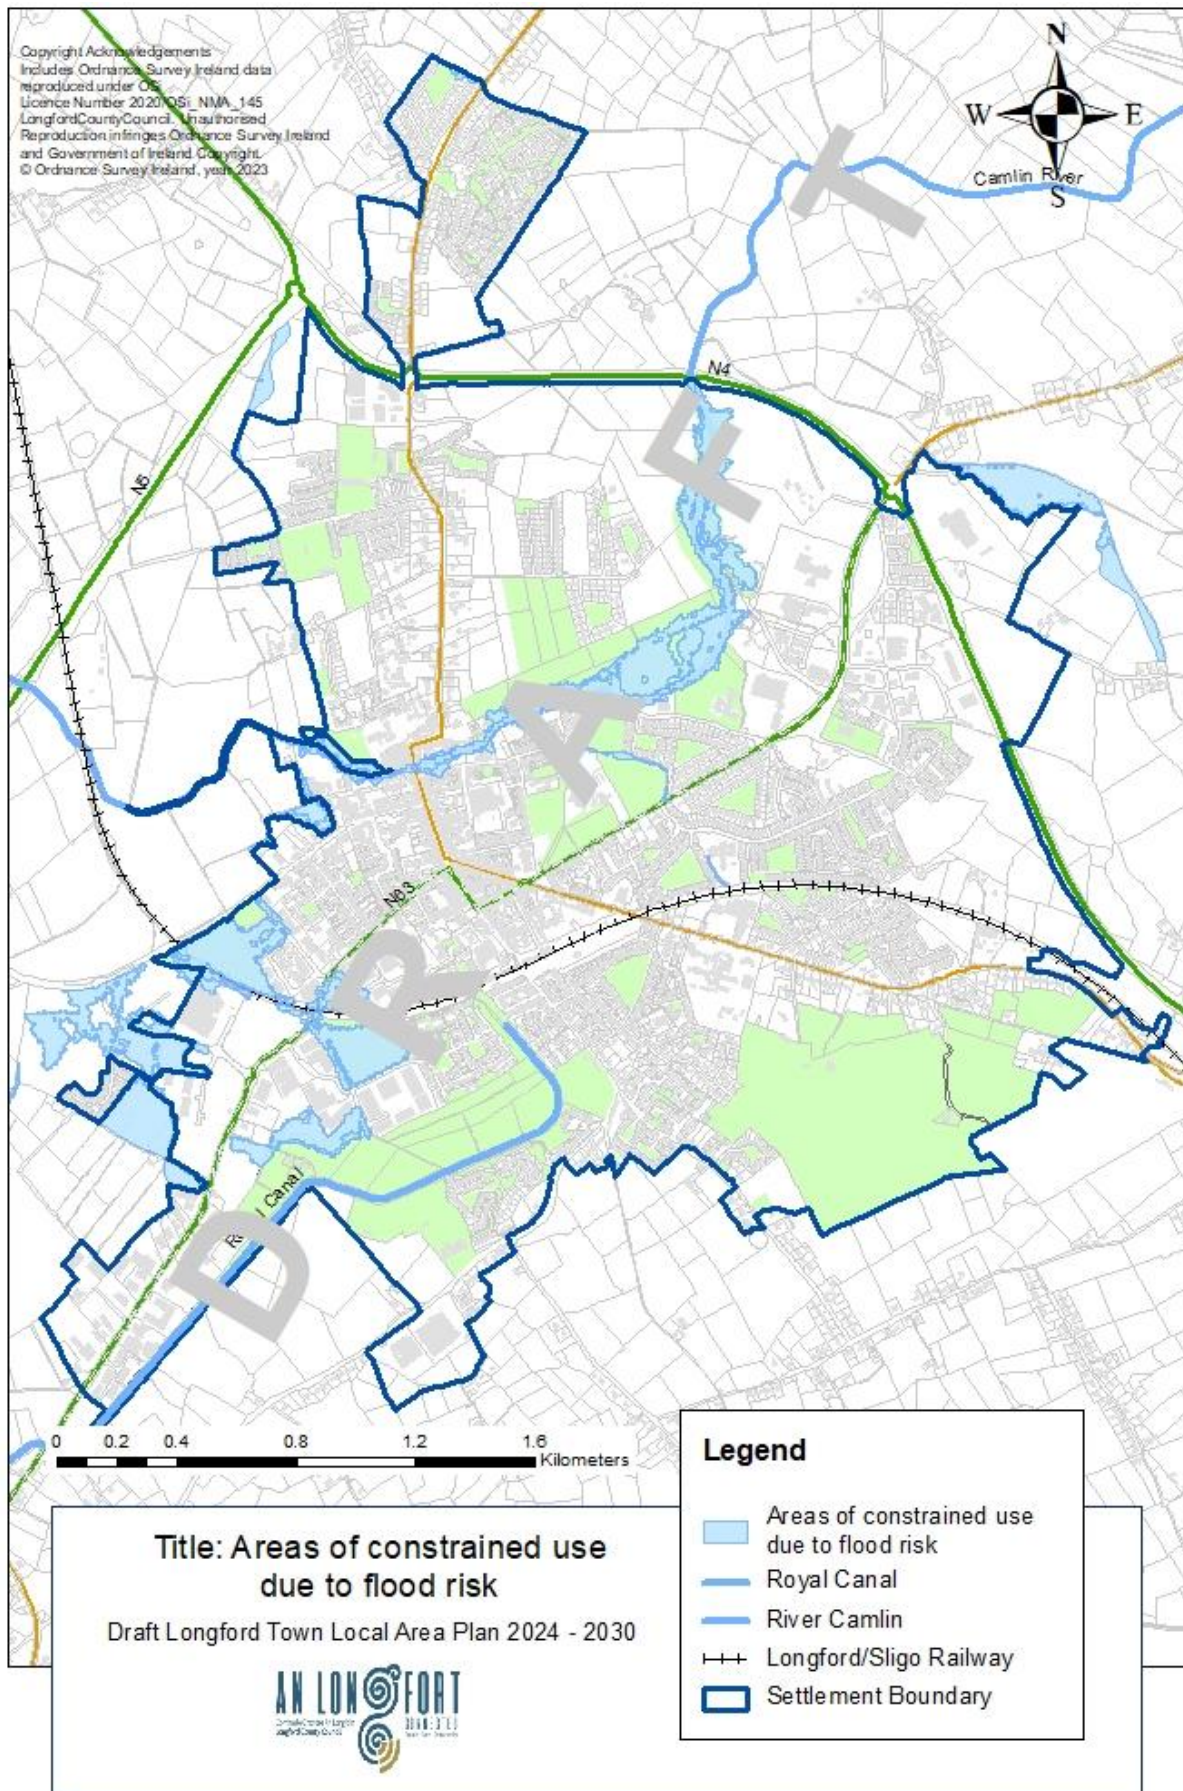 Copyright Acknowledgements
Includes Ordnance Survey Ireland data
reproduced under OSi
Licence Number 2020/OSi_NMA_145
LongfordCountyCouncil. Unauthorised
Reproduction infringes Ordnance Survey Ireland
and Government of Ireland Copyright.
© Ordnance Survey Ireland, year 2023
N
W
E
S
Camlin River
N4
N5
N63
Canal
D R A F T
0 0.2 0.4 0.8 1.2 1.6
Kilometers
Title: Areas of constrained use
due to flood risk
Draft Longford Town Local Area Plan 2024 - 2030
AN LONGFORT
Longford County Council
Legend
Areas of constrained use
due to flood risk
Royal Canal
River Camlin
Longford/Sligo Railway
Settlement Boundary